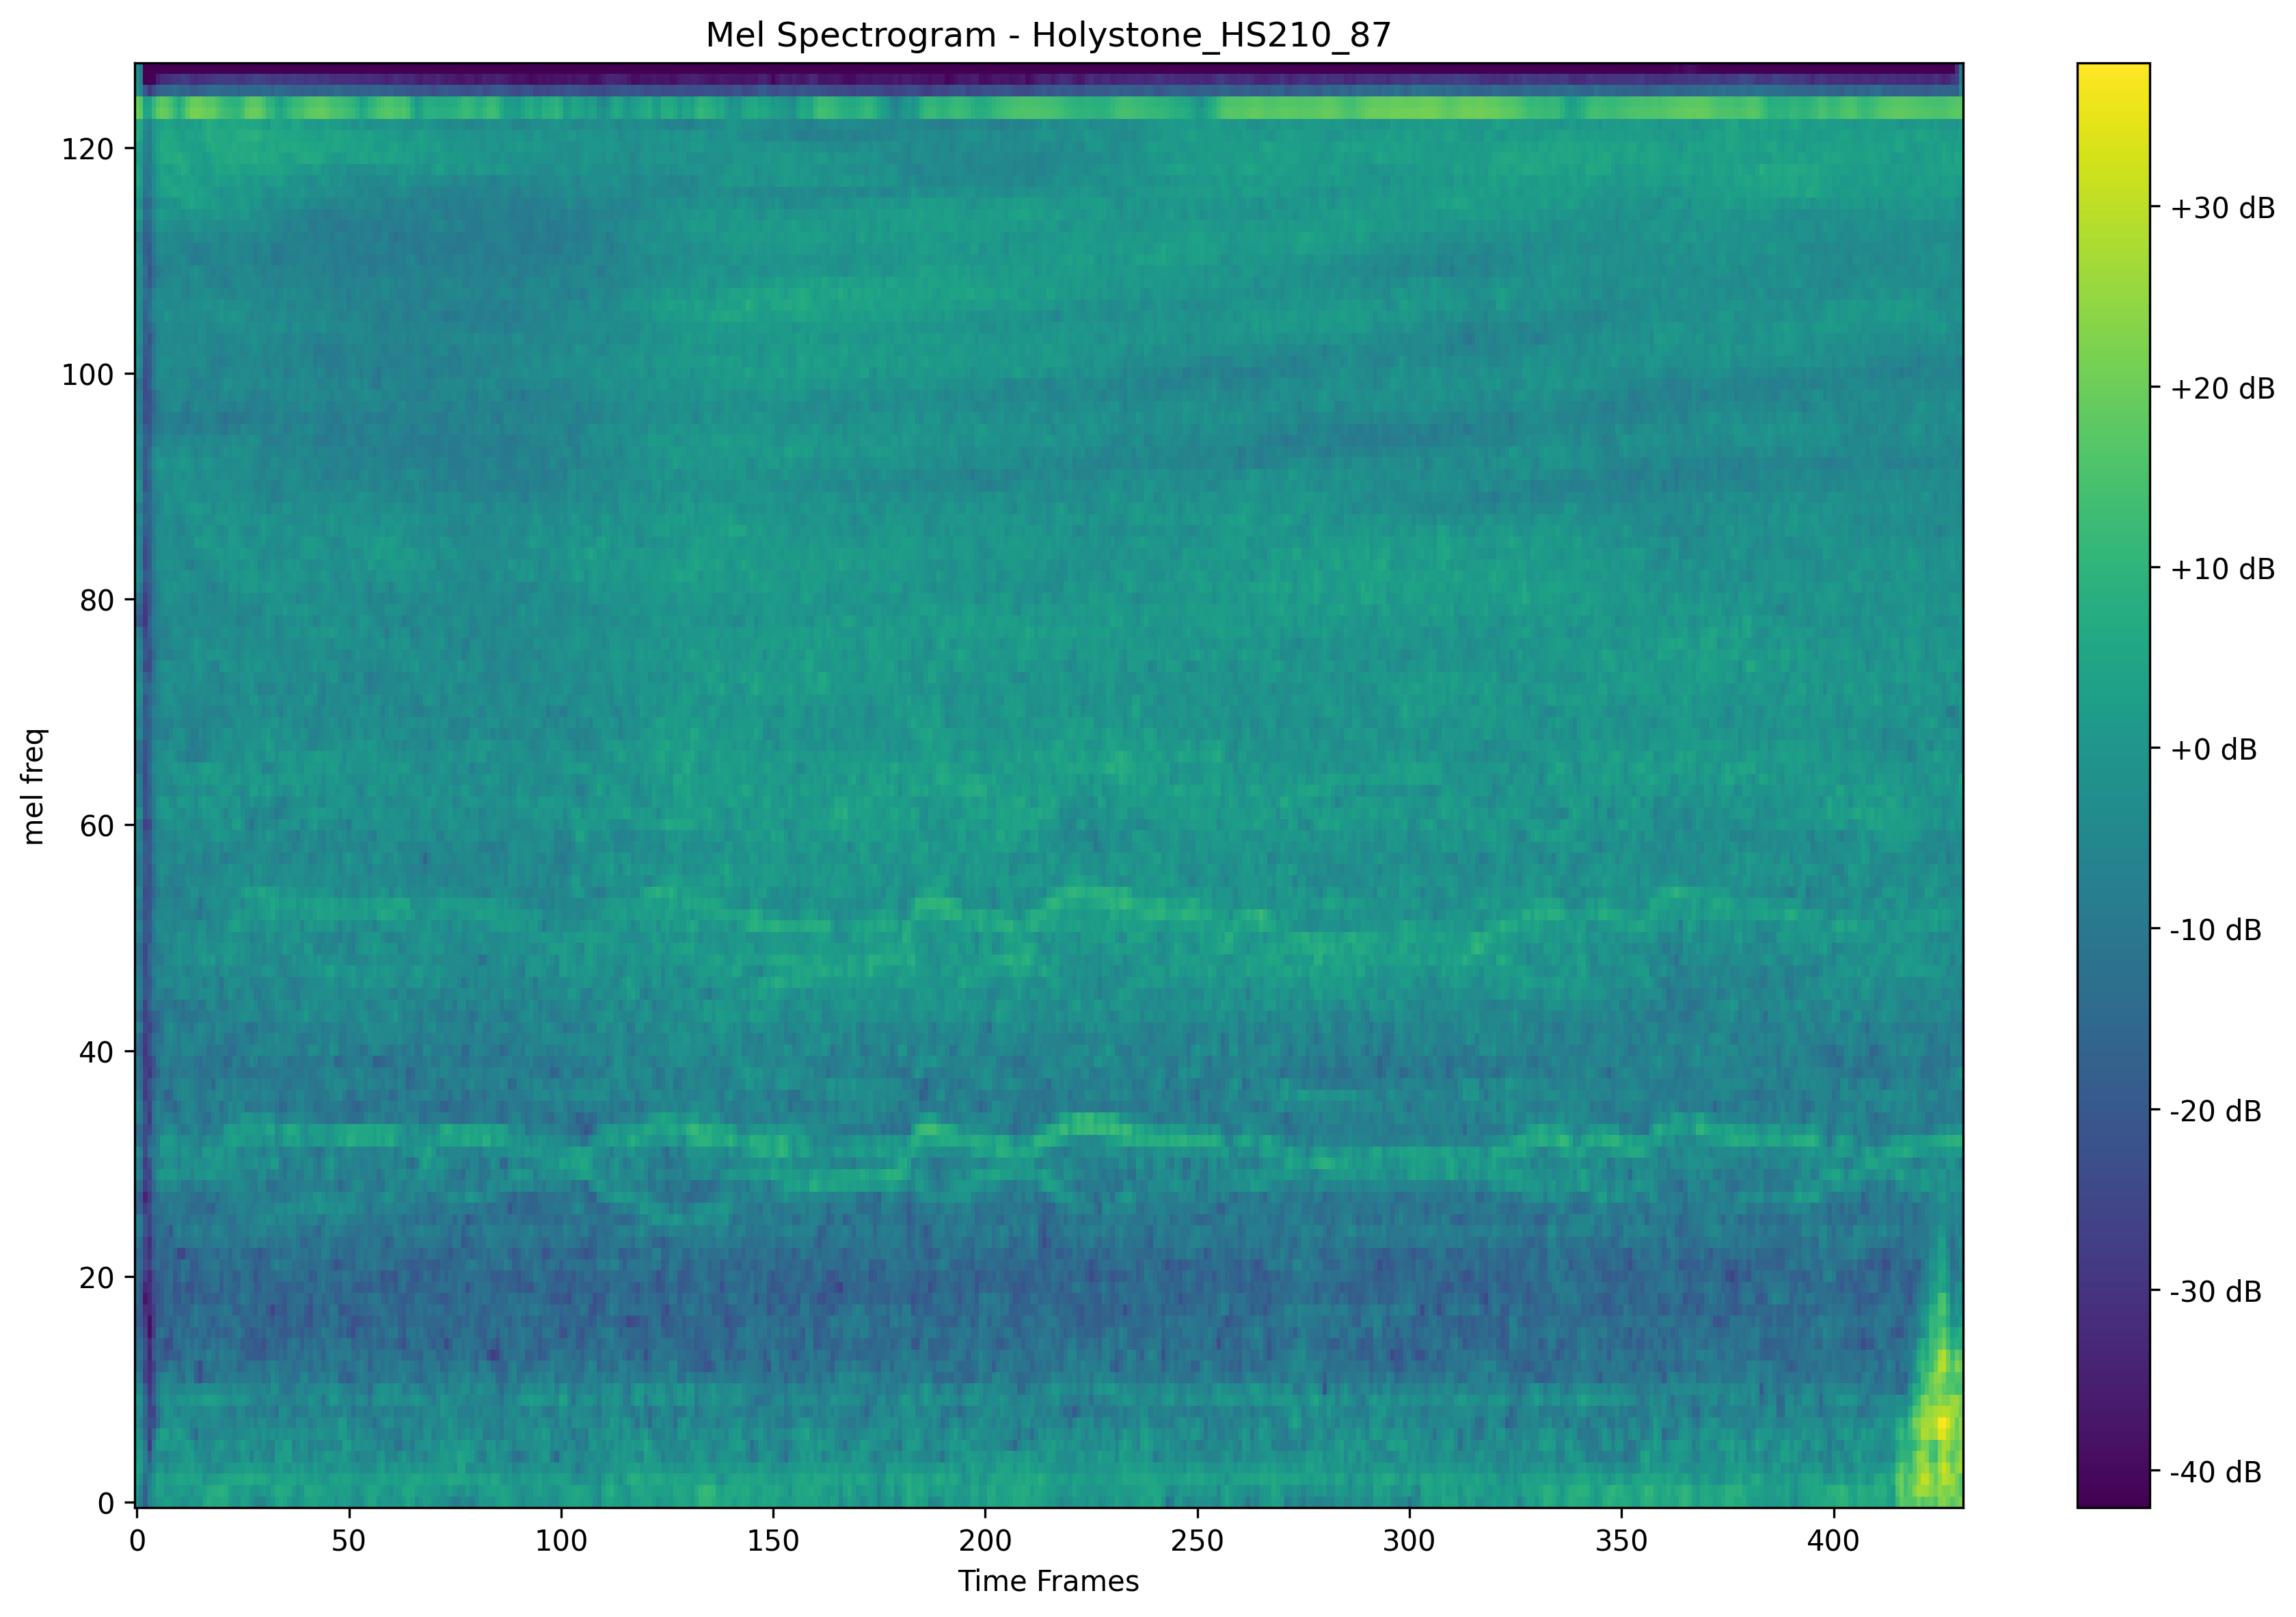 Mel Spectrogram - Holystone_HS210_87
mel freq
120
100
80
60
40
20
0
0 50 100 150 200 250 300 350 400
Time Frames
+30 dB
+20 dB
+10 dB
+0 dB
-10 dB
-20 dB
-30 dB
-40 dB